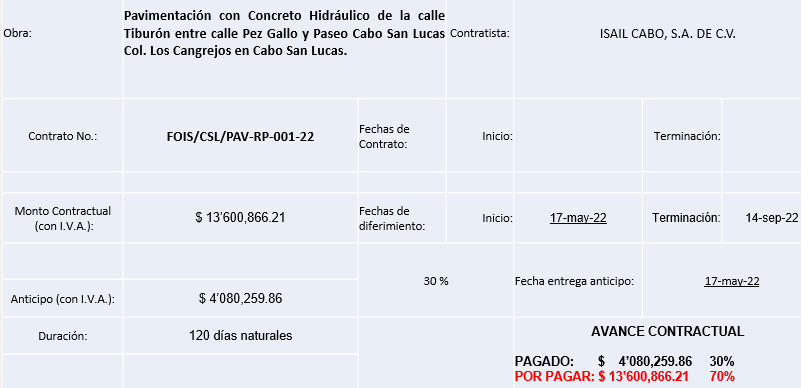 Obra:
Pavimentación con Concreto Hidráulico de la calle
Tiburón entre calle Pez Gallo y Paseo Cabo San Lucas
Col. Los Cangrejos en Cabo San Lucas.
Contratista:
ISAIL CABO, S.A. DE C.V.
Contrato No.:
FOIS/CSL/PAV-RP-001-22
Fechas de
Contrato:
Inicio:
Terminación:
Monto Contractual
(con I.V.A.):
$ 13’600,866.21
Fechas de
diferimiento:
Inicio:
17-may-22
Terminación:
14-sep-22
30 %
Fecha entrega anticipo:
17-may-22
Anticipo (con I.V.A.):
$ 4’080,259.86
Duración:
120 días naturales
AVANCE CONTRACTUAL
PAGADO: $ 4’080,259.86 30%
POR PAGAR: $ 13’600,866.21 70%